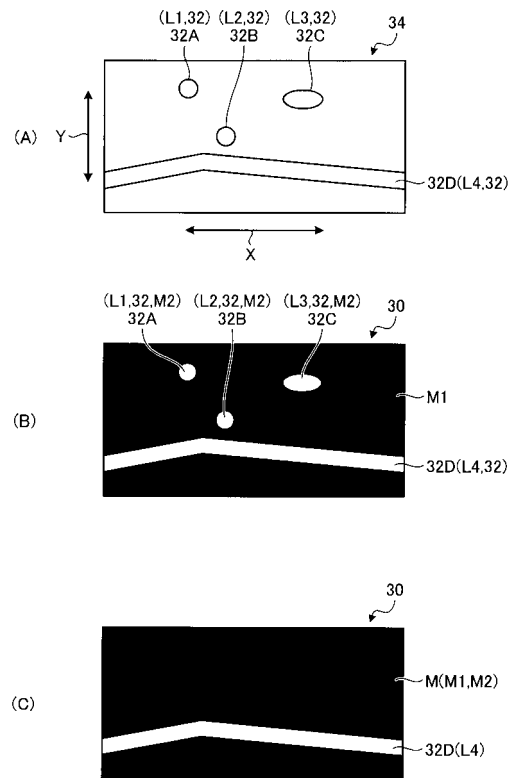 (L1,32) (L2,32) (L3,32)
32A 32B 32C 34
(A) Y
32D(L4,32)
X
(L1,32,M2) (L2,32,M2) (L3,32,M2)
32A 32B 32C 30
M1
(B)
32D(L4,32)
30
M(M1,M2)
(C)
32D(L4)